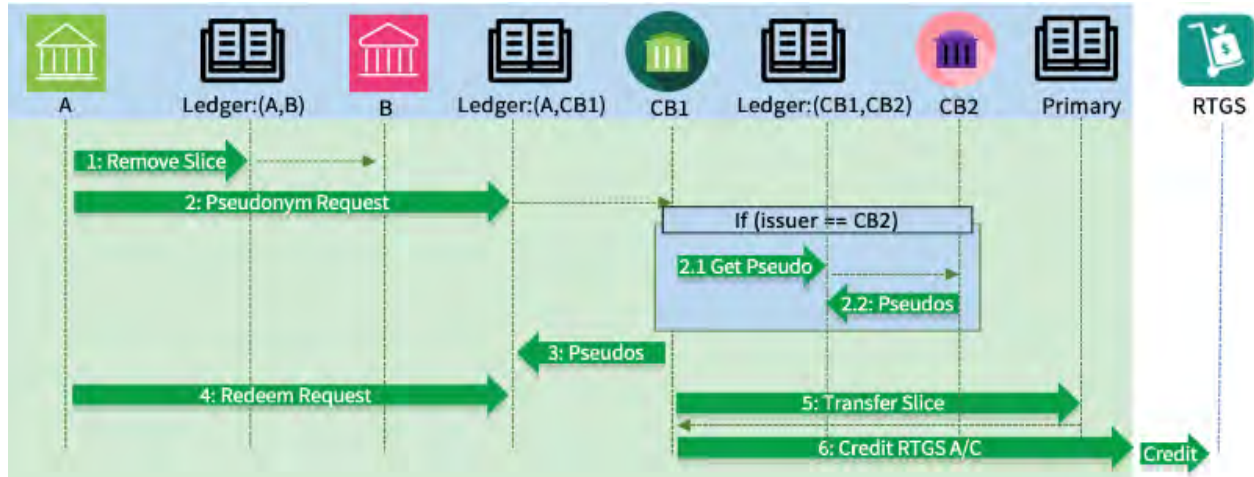 A
Ledger:(A,B)
B
Ledger:(A,CB1)
CB1
Ledger:(CB1,CB2)
CB2
Primary
RTGS
1: Remove Slice
2: Pseudonym Request
If (issuer == CB2)
2.1 Get Pseudo
2.2: Pseudos
3: Pseudos
4: Redeem Request
5: Transfer Slice
6: Credit RTGS A/C
Credit